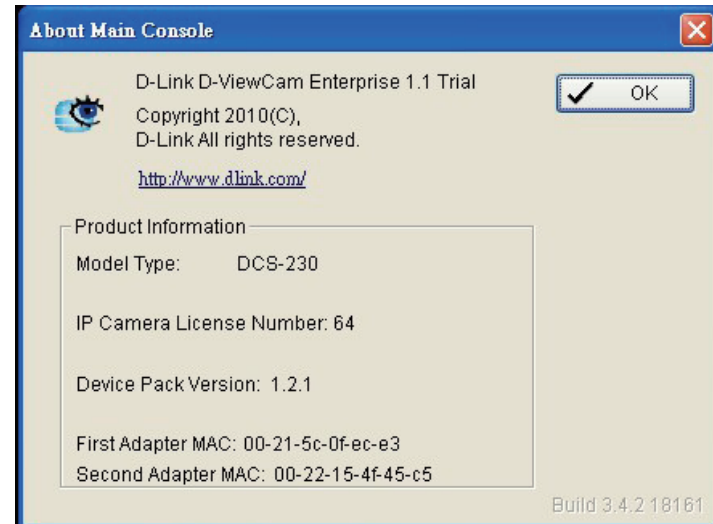 About Main Console
D-Link D-ViewCam Enterprise 1.1 Trial
OK
Copyright 2010(C),
D-Link All rights reserved.
http://www.dlink.com/
Product Information
Model Type: DCS-230
IP Camera License Number: 64
Device Pack Version: 1.2.1
First Adapter MAC: 00-21-5c-0f-ec-e3
Second Adapter MAC: 00-22-15-4f-45-c5
Build 3.4.2 18161